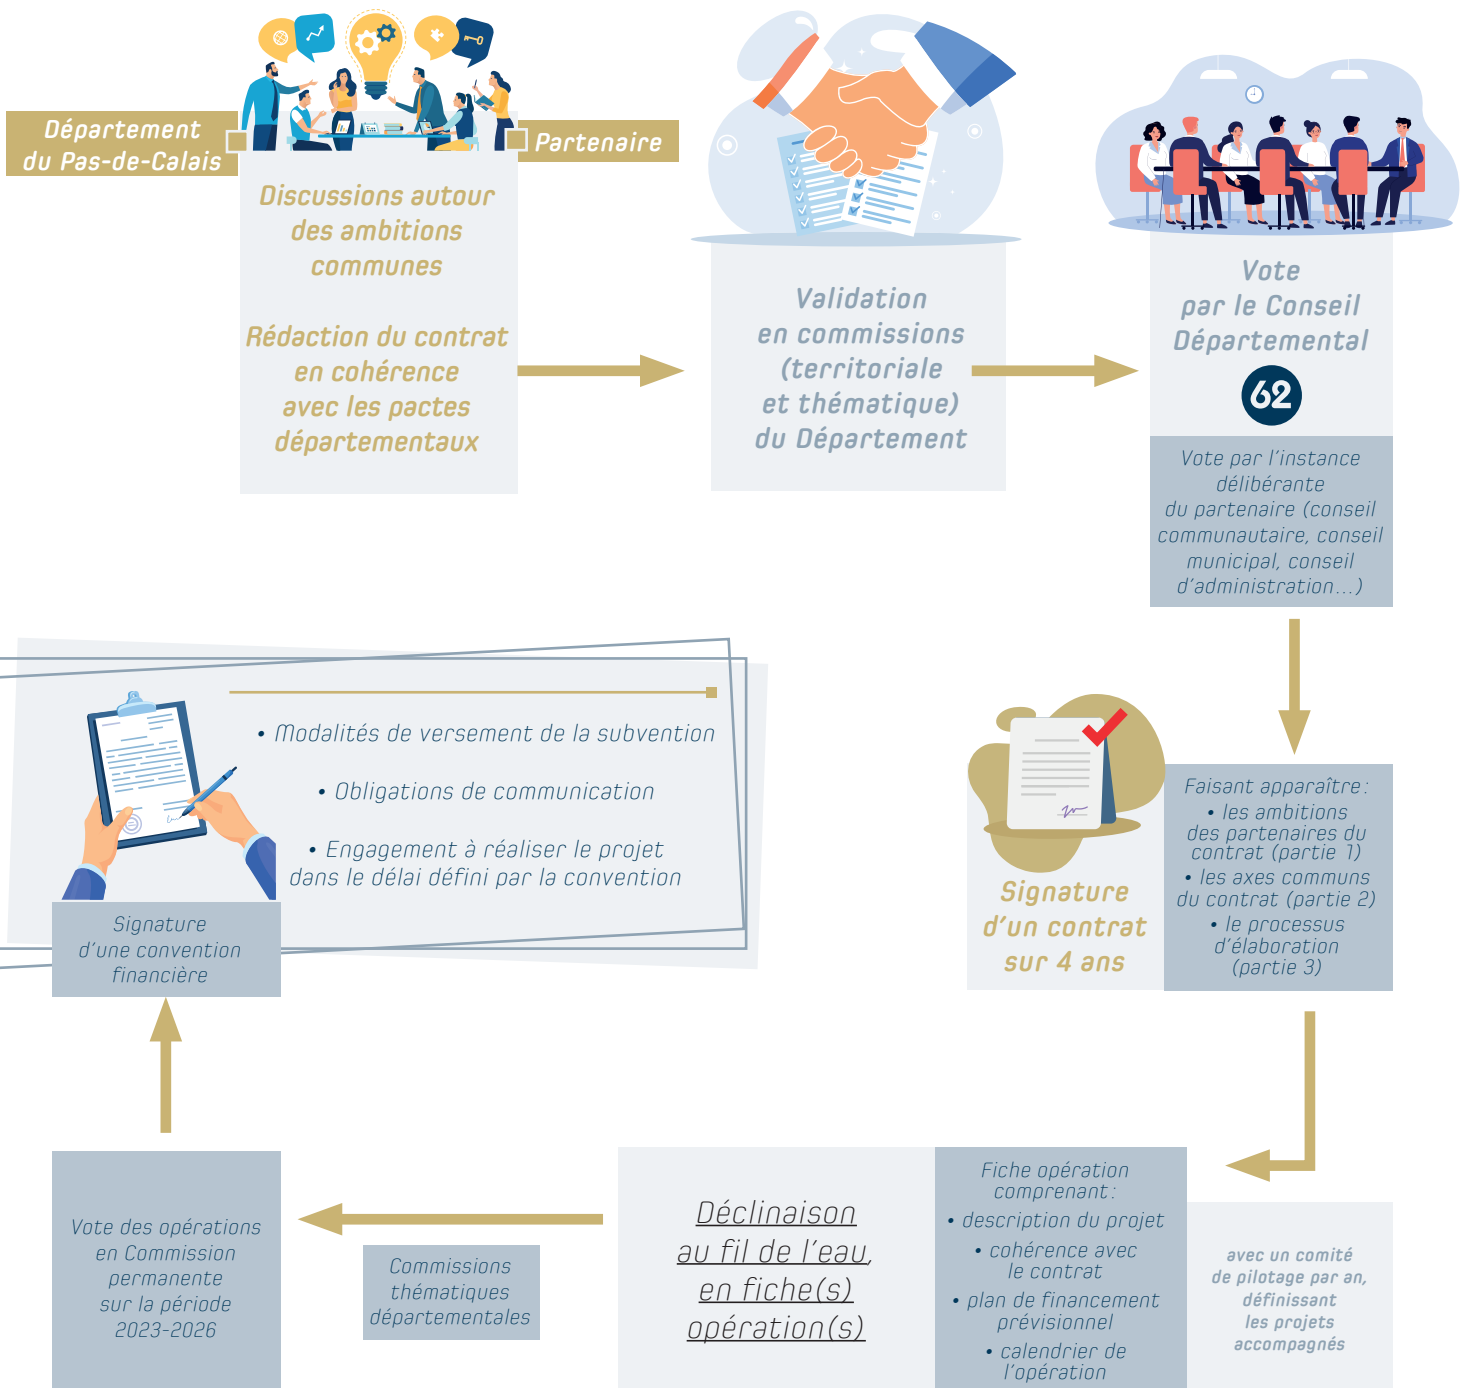 Département
du Pas-de-Calais
Partenaire
Discussions autour
des ambitions
communes
Rédaction du contrat
en cohérence
avec les pactes
départementaux
Validation
en commissions
(territoriale
et thématique)
du Département
Vote
par le Conseil
Départemental
62
Vote par l'instance
délibérante
du partenaire (conseil
communautaire, conseil
municipal, conseil
d'administration...)
Signature
d'un contrat
sur 4 ans
Faisant apparaître :
• les ambitions
des partenaires du
contrat (partie 1)
• les axes communs
du contrat (partie 2)
• le processus
d'élaboration
(partie 3)
avec un comité
de pilotage par an,
définissant
les projets
accompagnés
Fiche opération
comprenant :
• description du projet
• cohérence avec
le contrat
• plan de financement
prévisionnel
• calendrier de
l'opération
Déclinaison
au fil de l'eau,
en fiche(s)
opération(s)
Commissions
thématiques
départementales
Vote des opérations
en Commission
permanente
sur la période
2023-2026
Signature
d'une convention
financière
• Modalités de versement de la subvention
• Obligations de communication
• Engagement à réaliser le projet
dans le délai défini par la convention